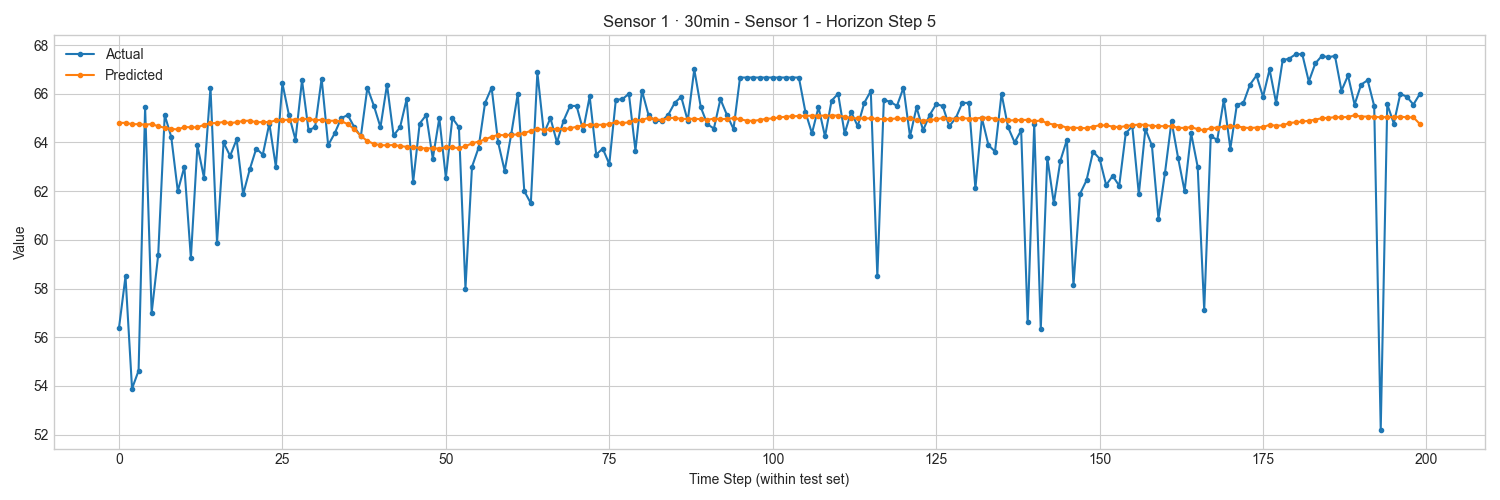 Sensor 1 · 30min - Sensor 1 - Horizon Step 5
Actual
Predicted
Value
68
66
64
62
60
58
56
54
52
0 25 50 75 100 125 150 175 200
Time Step (within test set)